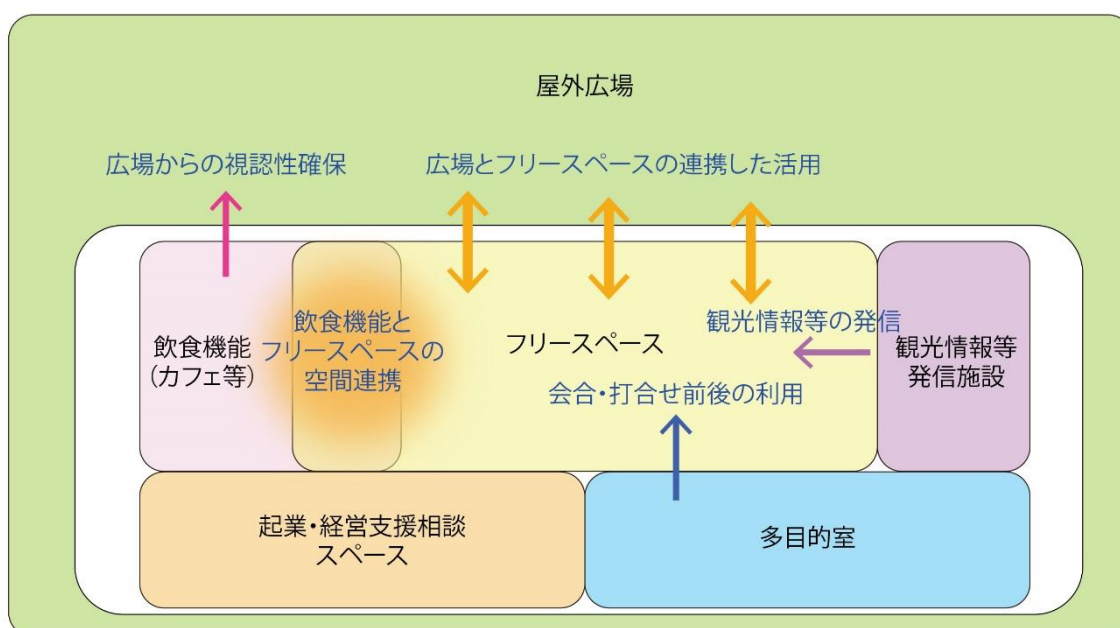 屋外広場
広場からの視認性確保
広場とフリースペースの連携した活用
飲食機能
(カフェ等)
飲食機能と
フリースペースの
空間連携
フリースペース
観光情報等の発信
観光情報等
発信施設
会合・打合せ前後の利用
起業・経営支援相談
スペース
多目的室